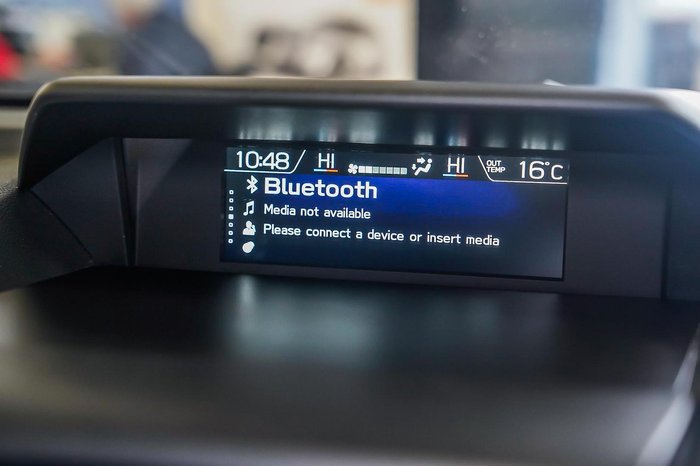 10:48 HI HI OUT TEMP 16°C
Bluetooth
Media not available
Please connect a device or insert media